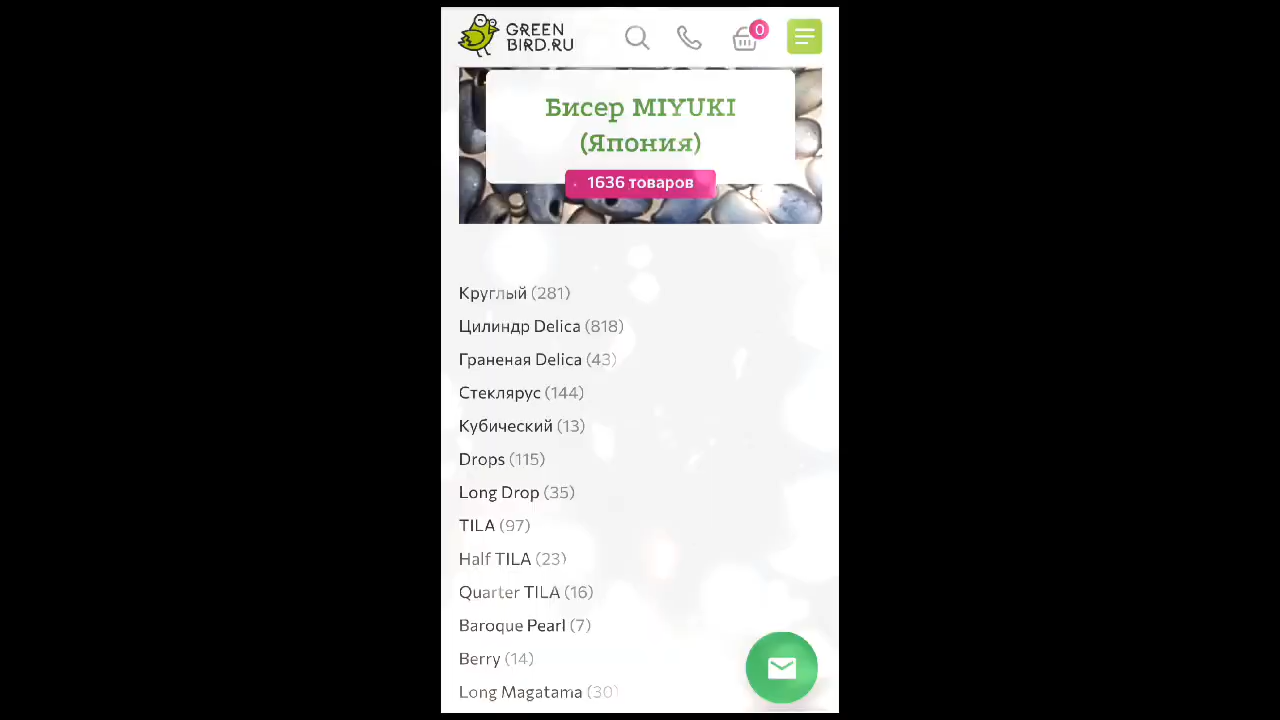 GREEN
BIRD.RU
0
Бисер MIYUKI
(Япония)
1636 товаров
Круглый (281)
Цилиндр Delica (818)
Граненая Delica (43)
Стеклярус (144)
Кубический (13)
Drops (115)
Long Drop (35)
TILA (97)
Half TILA (23)
Quarter TILA (16)
Baroque Pearl (7)
Berry (14)
Long Magatama (30)